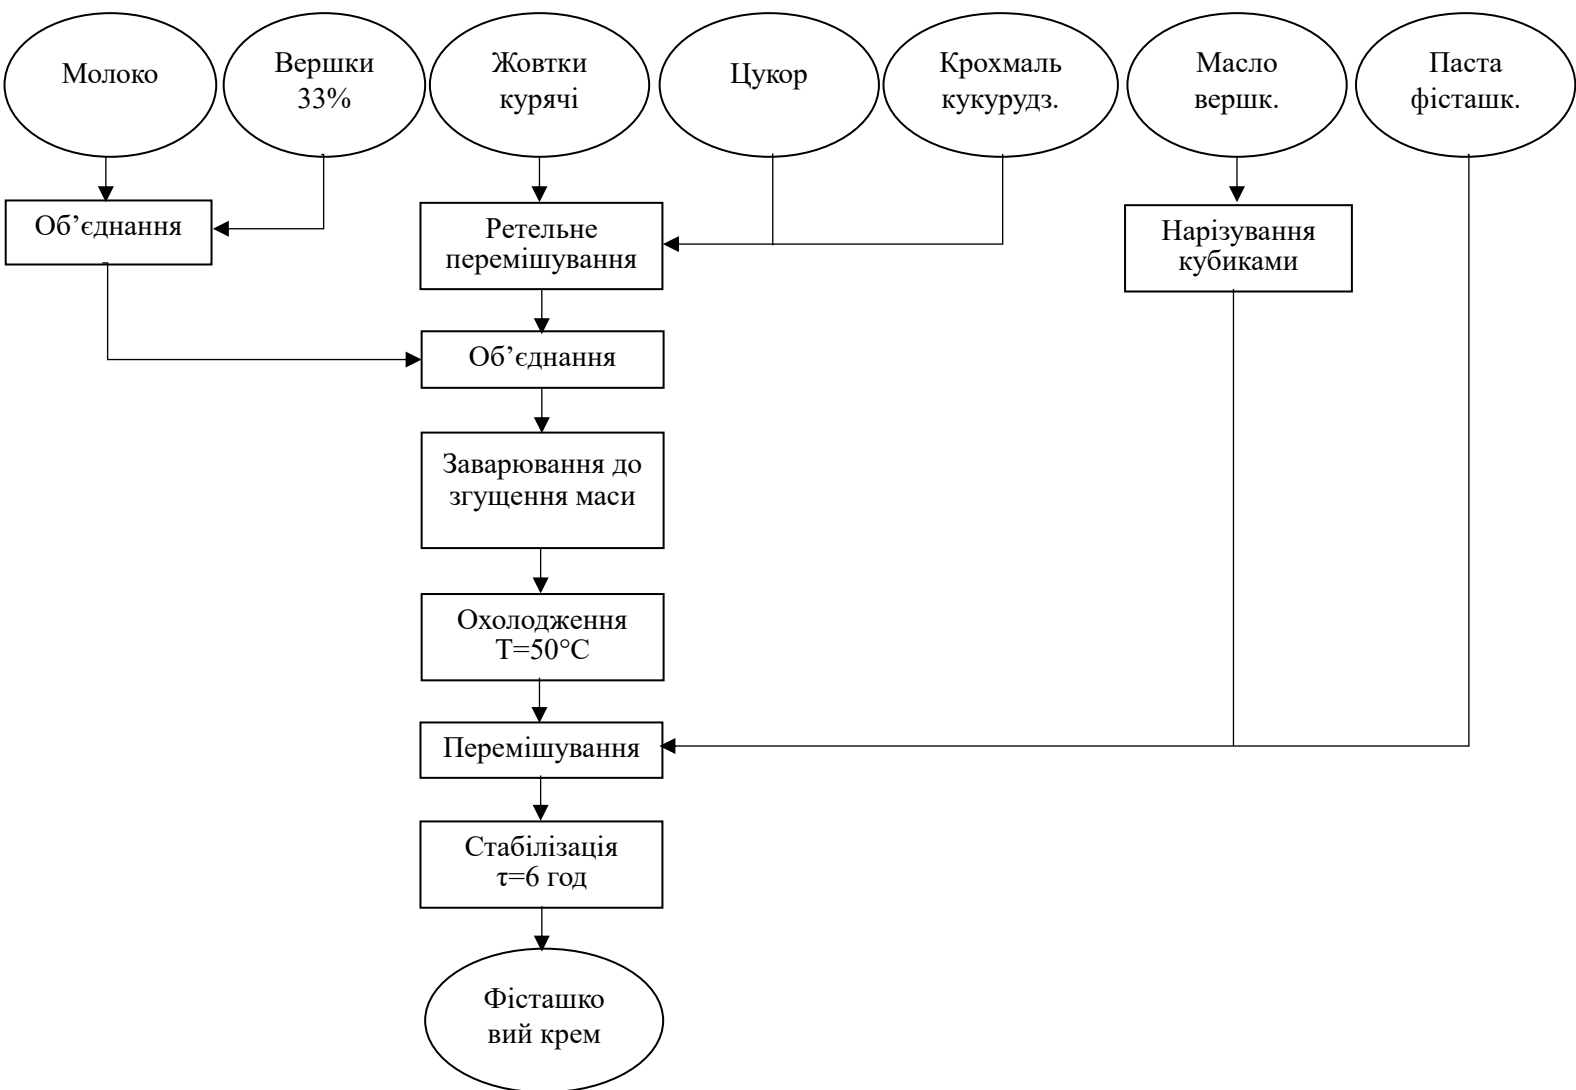 Молоко
Вершки
33%
Жовтки
курячі
Цукор
Крохмаль
кукурудз.
Масло
вершк.
Паста
фісташк.
Об’єднання
Ретельне
перемішування
Нарізування
кубиками
Об’єднання
Заварювання до
згущення маси
Охолодження
Т=50°С
Перемішування
Стабілізація
τ=6 год
Фісташко
вий крем